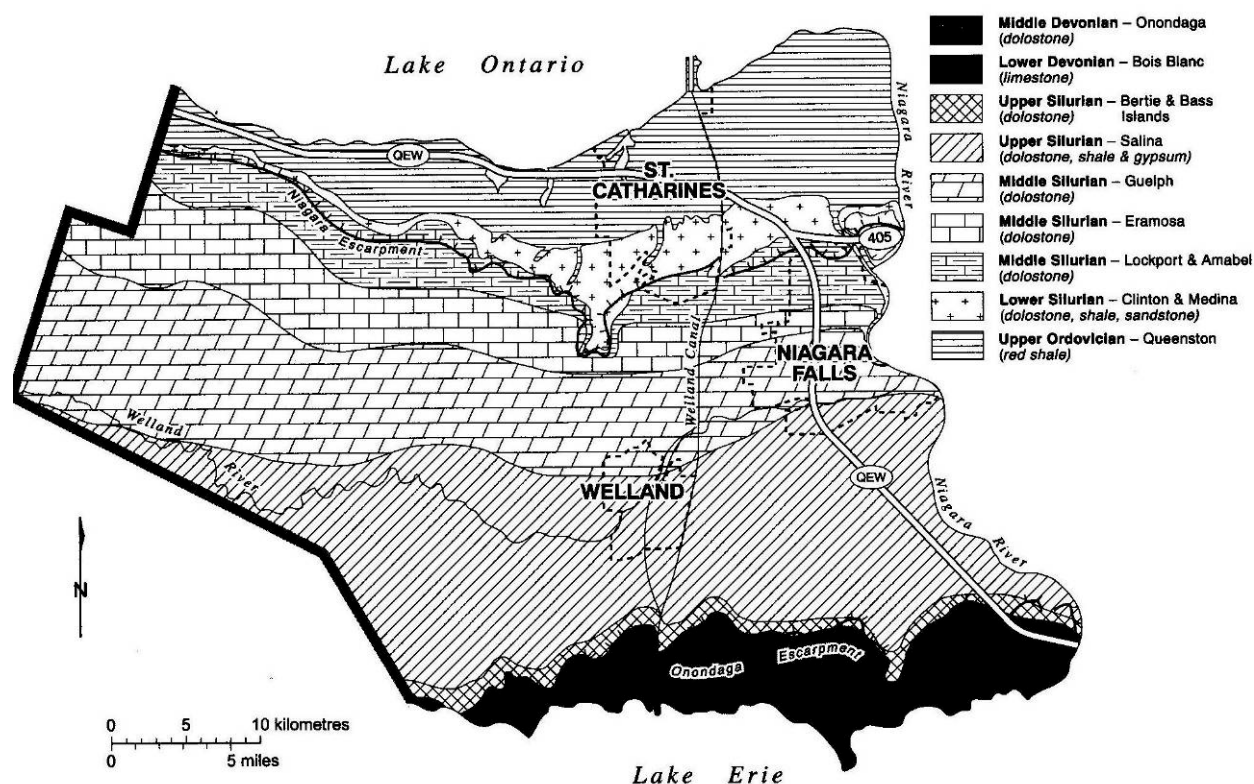 Lake Ontario
Niagara River
QEW
ST.
CATHARINES
Niagara Escarpment
405
Welland Canal
NIAGARA
FALLS
Welland River
WELLAND
QEW
Niagara River
N
Onondaga Escarpment
0 5 10 kilometres
0 5 miles
Lake Erie
Middle Devonian – Onondaga
(dolostone)
Lower Devonian – Bois Blanc
(limestone)
Upper Silurian – Bertie & Bass
(dolostone) Islands
Upper Silurian – Salina
(dolostone, shale & gypsum)
Middle Silurian – Guelph
(dolostone)
Middle Silurian – Eramosa
(dolostone)
Middle Silurian – Lockport & Amabel
(dolostone)
Lower Silurian – Clinton & Medina
(dolostone, shale, sandstone)
Upper Ordovician – Queenston
(red shale)